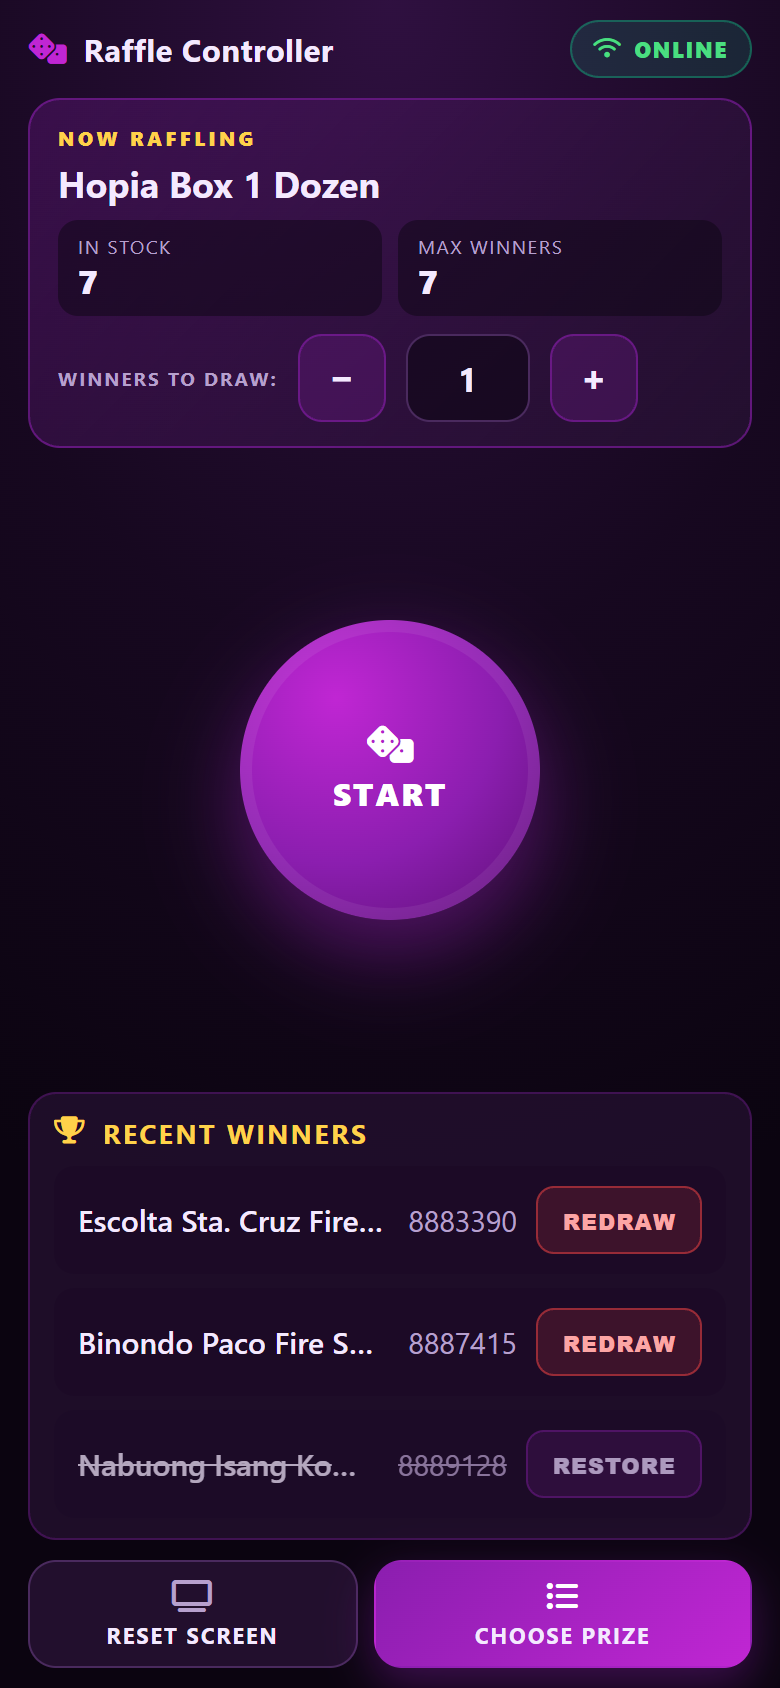 Raffle Controller
ONLINE
NOW RAFFLING
Hopia Box 1 Dozen
IN STOCK
7
MAX WINNERS
7
WINNERS TO DRAW:
−
1
+
START
RECENT WINNERS
Escolta Sta. Cruz Fire... 8883390 REDRAW
Binondo Paco Fire S... 8887415 REDRAW
Nabuong Isang Ko... 8889128 RESTORE
RESET SCREEN
CHOOSE PRIZE